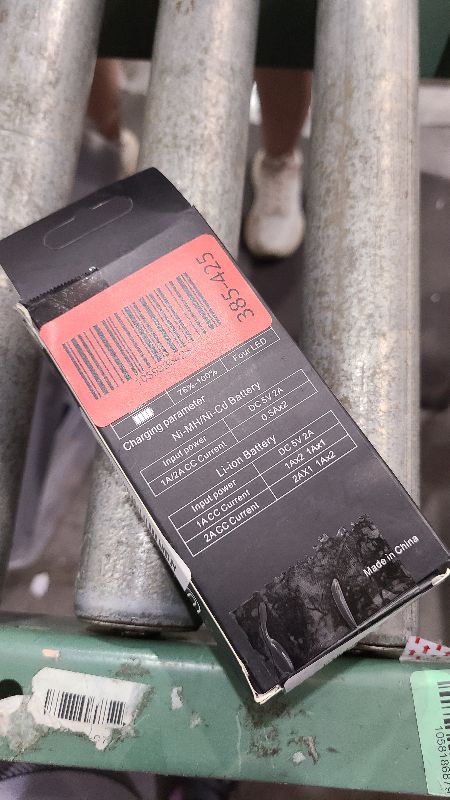 385-425
76%-100% Four LED
Charging parameter
Ni-MH/Ni-Cd Battery
Input power DC 5V 2A
1A/2A CC Current 0.5Ax2
Li-ion Battery
Input power DC 5V 2A
1A CC Current 1Ax2 1AX1
2A CC Current 2AX1 1Ax2
Made in China